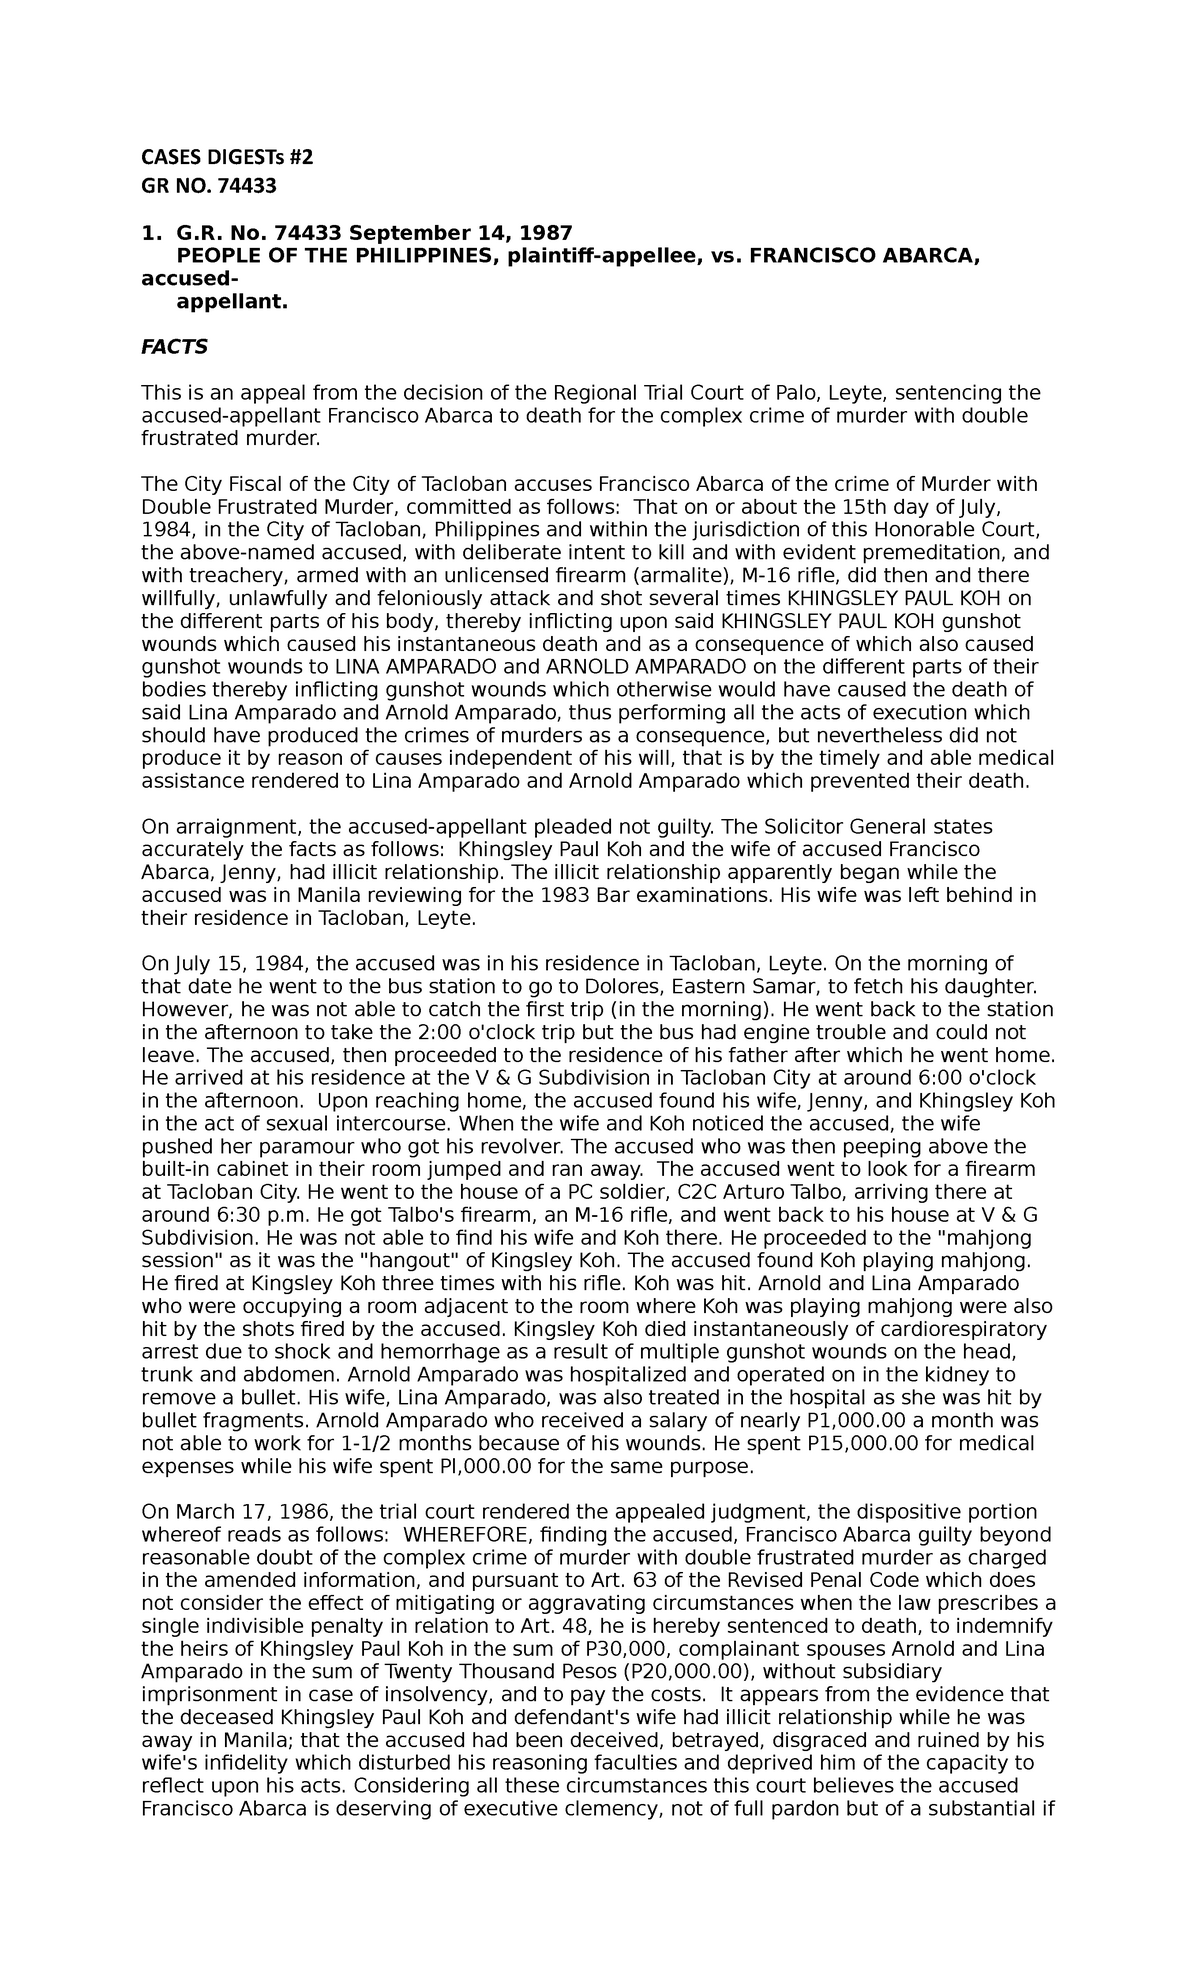 CASES DIGESTs #2
GR NO. 74433
1. G.R. No. 74433 September 14, 1987
PEOPLE OF THE PHILIPPINES, plaintiff-appellee, vs. FRANCISCO ABARCA,
accused-
appellant.
FACTS
This is an appeal from the decision of the Regional Trial Court of Palo, Leyte, sentencing the
accused-appellant Francisco Abarca to death for the complex crime of murder with double
frustrated murder.
The City Fiscal of the City of Tacloban accuses Francisco Abarca of the crime of Murder with
Double Frustrated Murder, committed as follows:  That on or about the 15th day of July,
1984, in the City of Tacloban, Philippines and within the jurisdiction of this Honorable Court,
the above-named accused, with deliberate intent to kill and with evident premeditation, and
with treachery, armed with an unlicensed firearm (armalite), M-16 rifle, did then and there
willfully, unlawfully and feloniously attack and shot several times KHINGSLEY PAUL KOH on
the different parts of his body, thereby inflicting upon said KHINGSLEY PAUL KOH gunshot
wounds which caused his instantaneous death and as a consequence of which also caused
gunshot wounds to LINA AMPARADO and ARNOLD AMPARADO on the different parts of their
bodies thereby inflicting gunshot wounds which otherwise would have caused the death of
said Lina Amparado and Arnold Amparado, thus performing all the acts of execution which
should have produced the crimes of murders as a consequence, but nevertheless did not
produce it by reason of causes independent of his will, that is by the timely and able medical
assistance rendered to Lina Amparado and Arnold Amparado which prevented their death.
On arraignment, the accused-appellant pleaded not guilty. The Solicitor General states
accurately the facts as follows:  Khingsley Paul Koh and the wife of accused Francisco
Abarca, Jenny, had illicit relationship. The illicit relationship apparently began while the
accused was in Manila reviewing for the 1983 Bar examinations. His wife was left behind in
their residence in Tacloban, Leyte.
On July 15, 1984, the accused was in his residence in Tacloban, Leyte. On the morning of
that date he went to the bus station to go to Dolores, Eastern Samar, to fetch his daughter.
However, he was not able to catch the first trip (in the morning). He went back to the station
in the afternoon to take the 2:00 o'clock trip but the bus had engine trouble and could not
leave. The accused, then proceeded to the residence of his father after which he went home.
He arrived at his residence at the V & G Subdivision in Tacloban City at around 6:00 o'clock
in the afternoon.  Upon reaching home, the accused found his wife, Jenny, and Khingsley Koh
in the act of sexual intercourse. When the wife and Koh noticed the accused, the wife
pushed her paramour who got his revolver. The accused who was then peeping above the
built-in cabinet in their room jumped and ran away.  The accused went to look for a firearm
at Tacloban City. He went to the house of a PC soldier, C2C Arturo Talbo, arriving there at
around 6:30 p.m. He got Talbo's firearm, an M-16 rifle, and went back to his house at V & G
Subdivision. He was not able to find his wife and Koh there. He proceeded to the "mahjong
session" as it was the "hangout" of Kingsley Koh. The accused found Koh playing mahjong.
He fired at Kingsley Koh three times with his rifle. Koh was hit. Arnold and Lina Amparado
who were occupying a room adjacent to the room where Koh was playing mahjong were also
hit by the shots fired by the accused. Kingsley Koh died instantaneously of cardiorespiratory
arrest due to shock and hemorrhage as a result of multiple gunshot wounds on the head,
trunk and abdomen. Arnold Amparado was hospitalized and operated on in the kidney to
remove a bullet. His wife, Lina Amparado, was also treated in the hospital as she was hit by
bullet fragments. Arnold Amparado who received a salary of nearly P1,000.00 a month was
not able to work for 1-1/2 months because of his wounds. He spent P15,000.00 for medical
expenses while his wife spent Pl,000.00 for the same purpose.
On March 17, 1986, the trial court rendered the appealed judgment, the dispositive portion
whereof reads as follows:  WHEREFORE, finding the accused, Francisco Abarca guilty beyond
reasonable doubt of the complex crime of murder with double frustrated murder as charged
in the amended information, and pursuant to Art. 63 of the Revised Penal Code which does
not consider the effect of mitigating or aggravating circumstances when the law prescribes a
single indivisible penalty in relation to Art. 48, he is hereby sentenced to death, to indemnify
the heirs of Khingsley Paul Koh in the sum of P30,000, complainant spouses Arnold and Lina
Amparado in the sum of Twenty Thousand Pesos (P20,000.00), without subsidiary
imprisonment in case of insolvency, and to pay the costs.  It appears from the evidence that
the deceased Khingsley Paul Koh and defendant's wife had illicit relationship while he was
away in Manila; that the accused had been deceived, betrayed, disgraced and ruined by his
wife's infidelity which disturbed his reasoning faculties and deprived him of the capacity to
reflect upon his acts. Considering all these circumstances this court believes the accused
Francisco Abarca is deserving of executive clemency, not of full pardon but of a substantial if